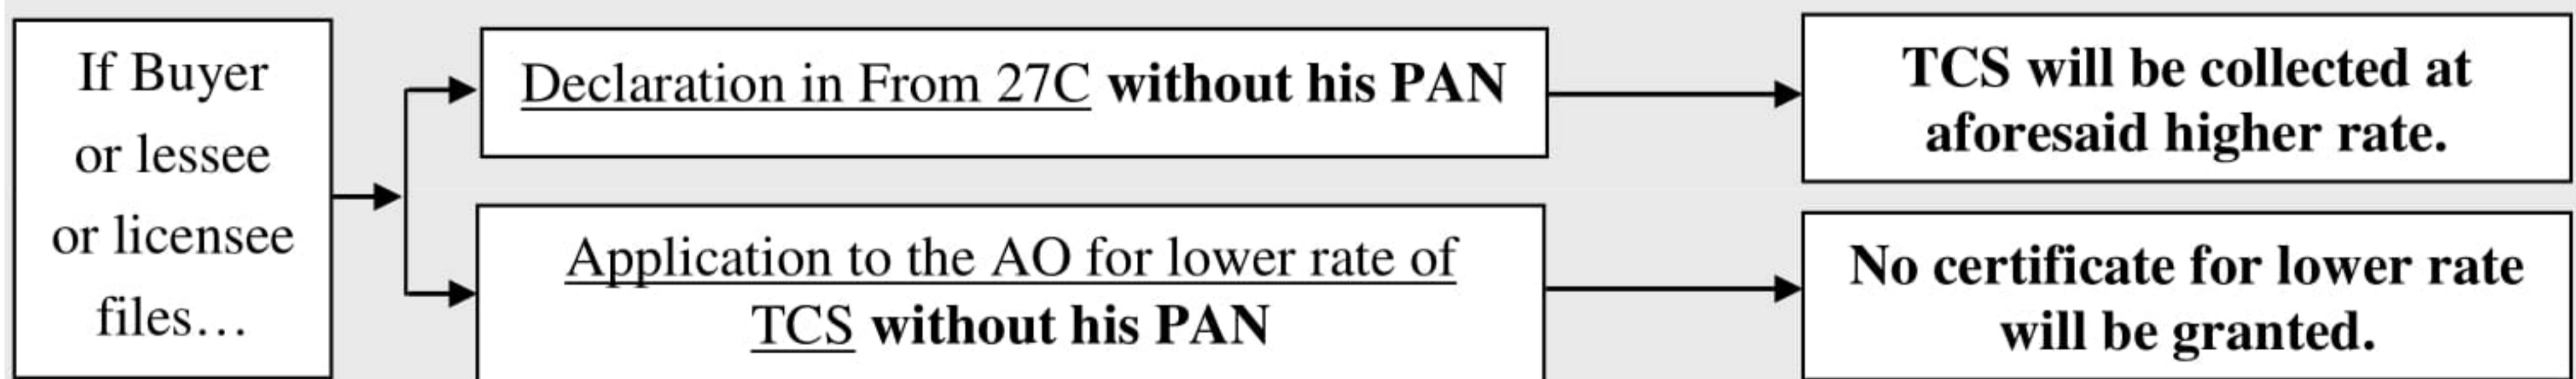 If Buyer
or lessee
or licensee
files…
Declaration in From 27C without his PAN
TCS will be collected at
aforesaid higher rate.
Application to the AO for lower rate of
TCS without his PAN
No certificate for lower rate
will be granted.